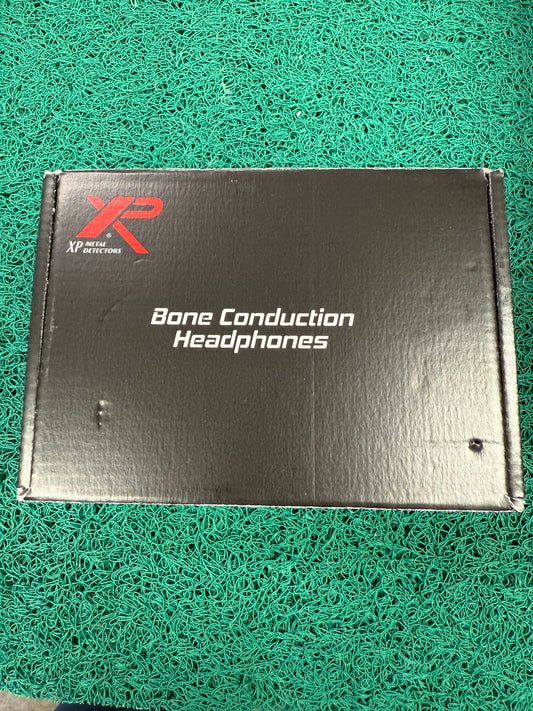 XP
®
XP METAL
DETECTORS
Bone Conduction
Headphones